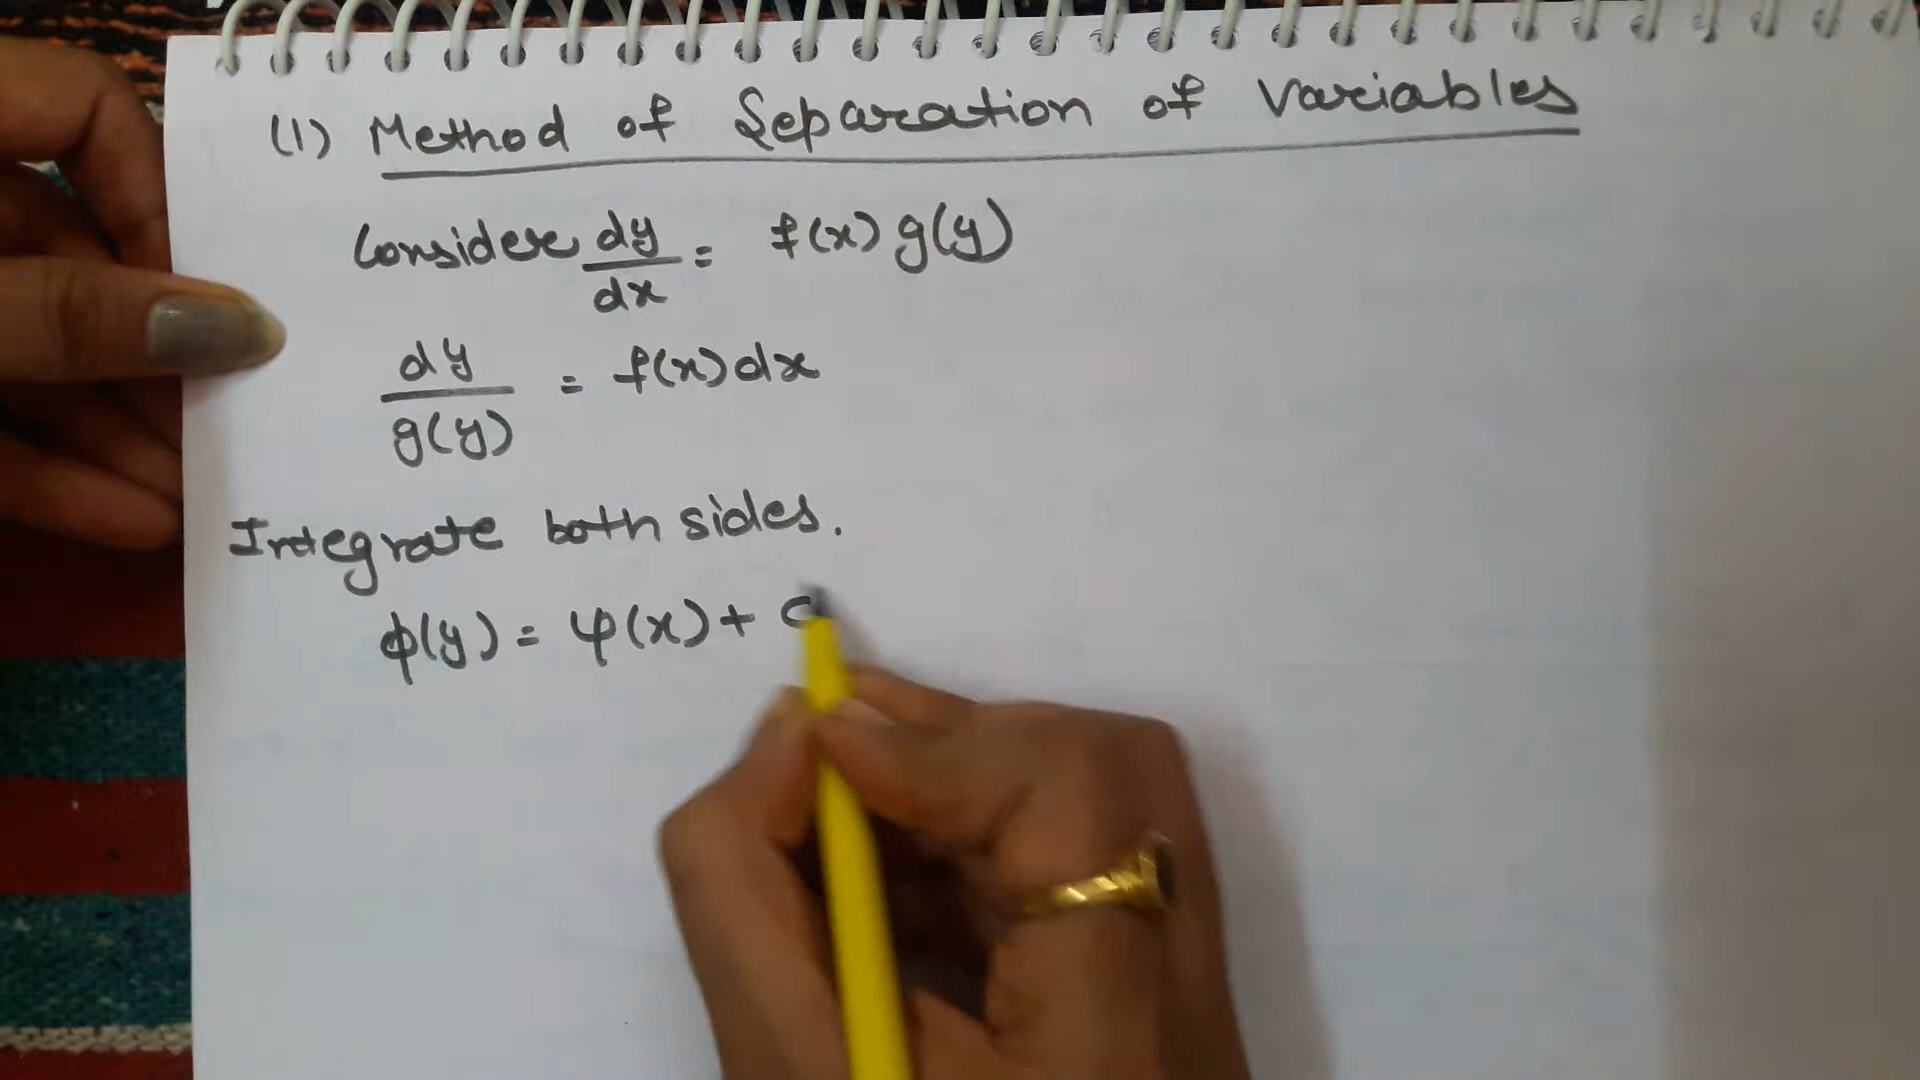 (1) Method of Separation of Variables
Consider dy/dx = f(x) g(y)
dy/g(y) = f(x) dx
Integrate both sides.
φ(y) = ψ(x) + c